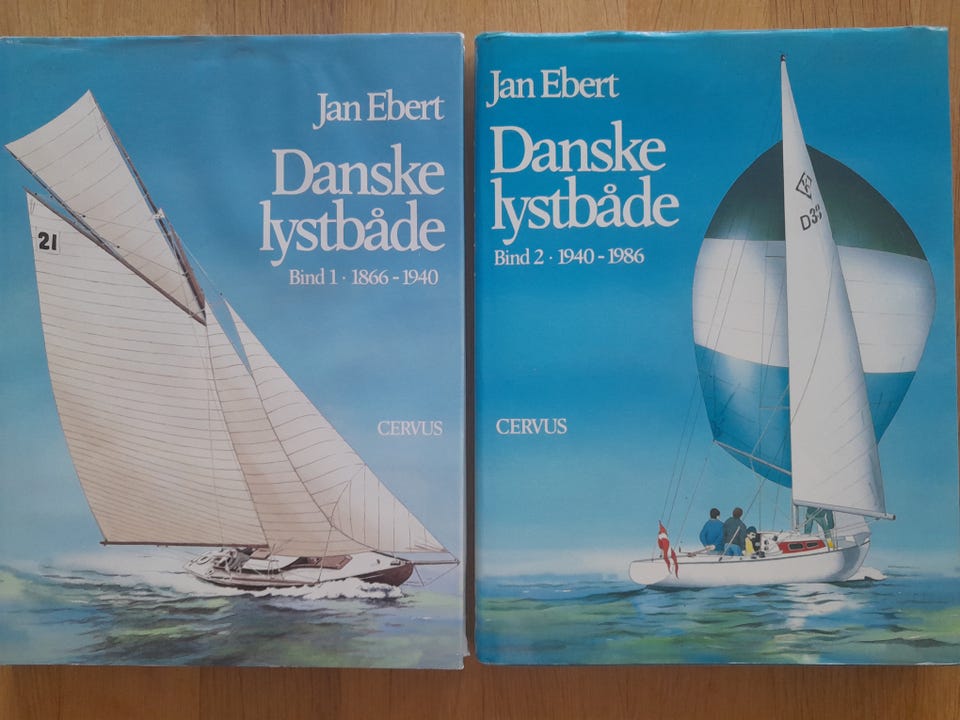 Jan Ebert
Danske
lystbåde
Bind 1 · 1866-1940
21
CERVUS
Jan Ebert
Danske
lystbåde
Bind 2 · 1940-1986
CERVUS